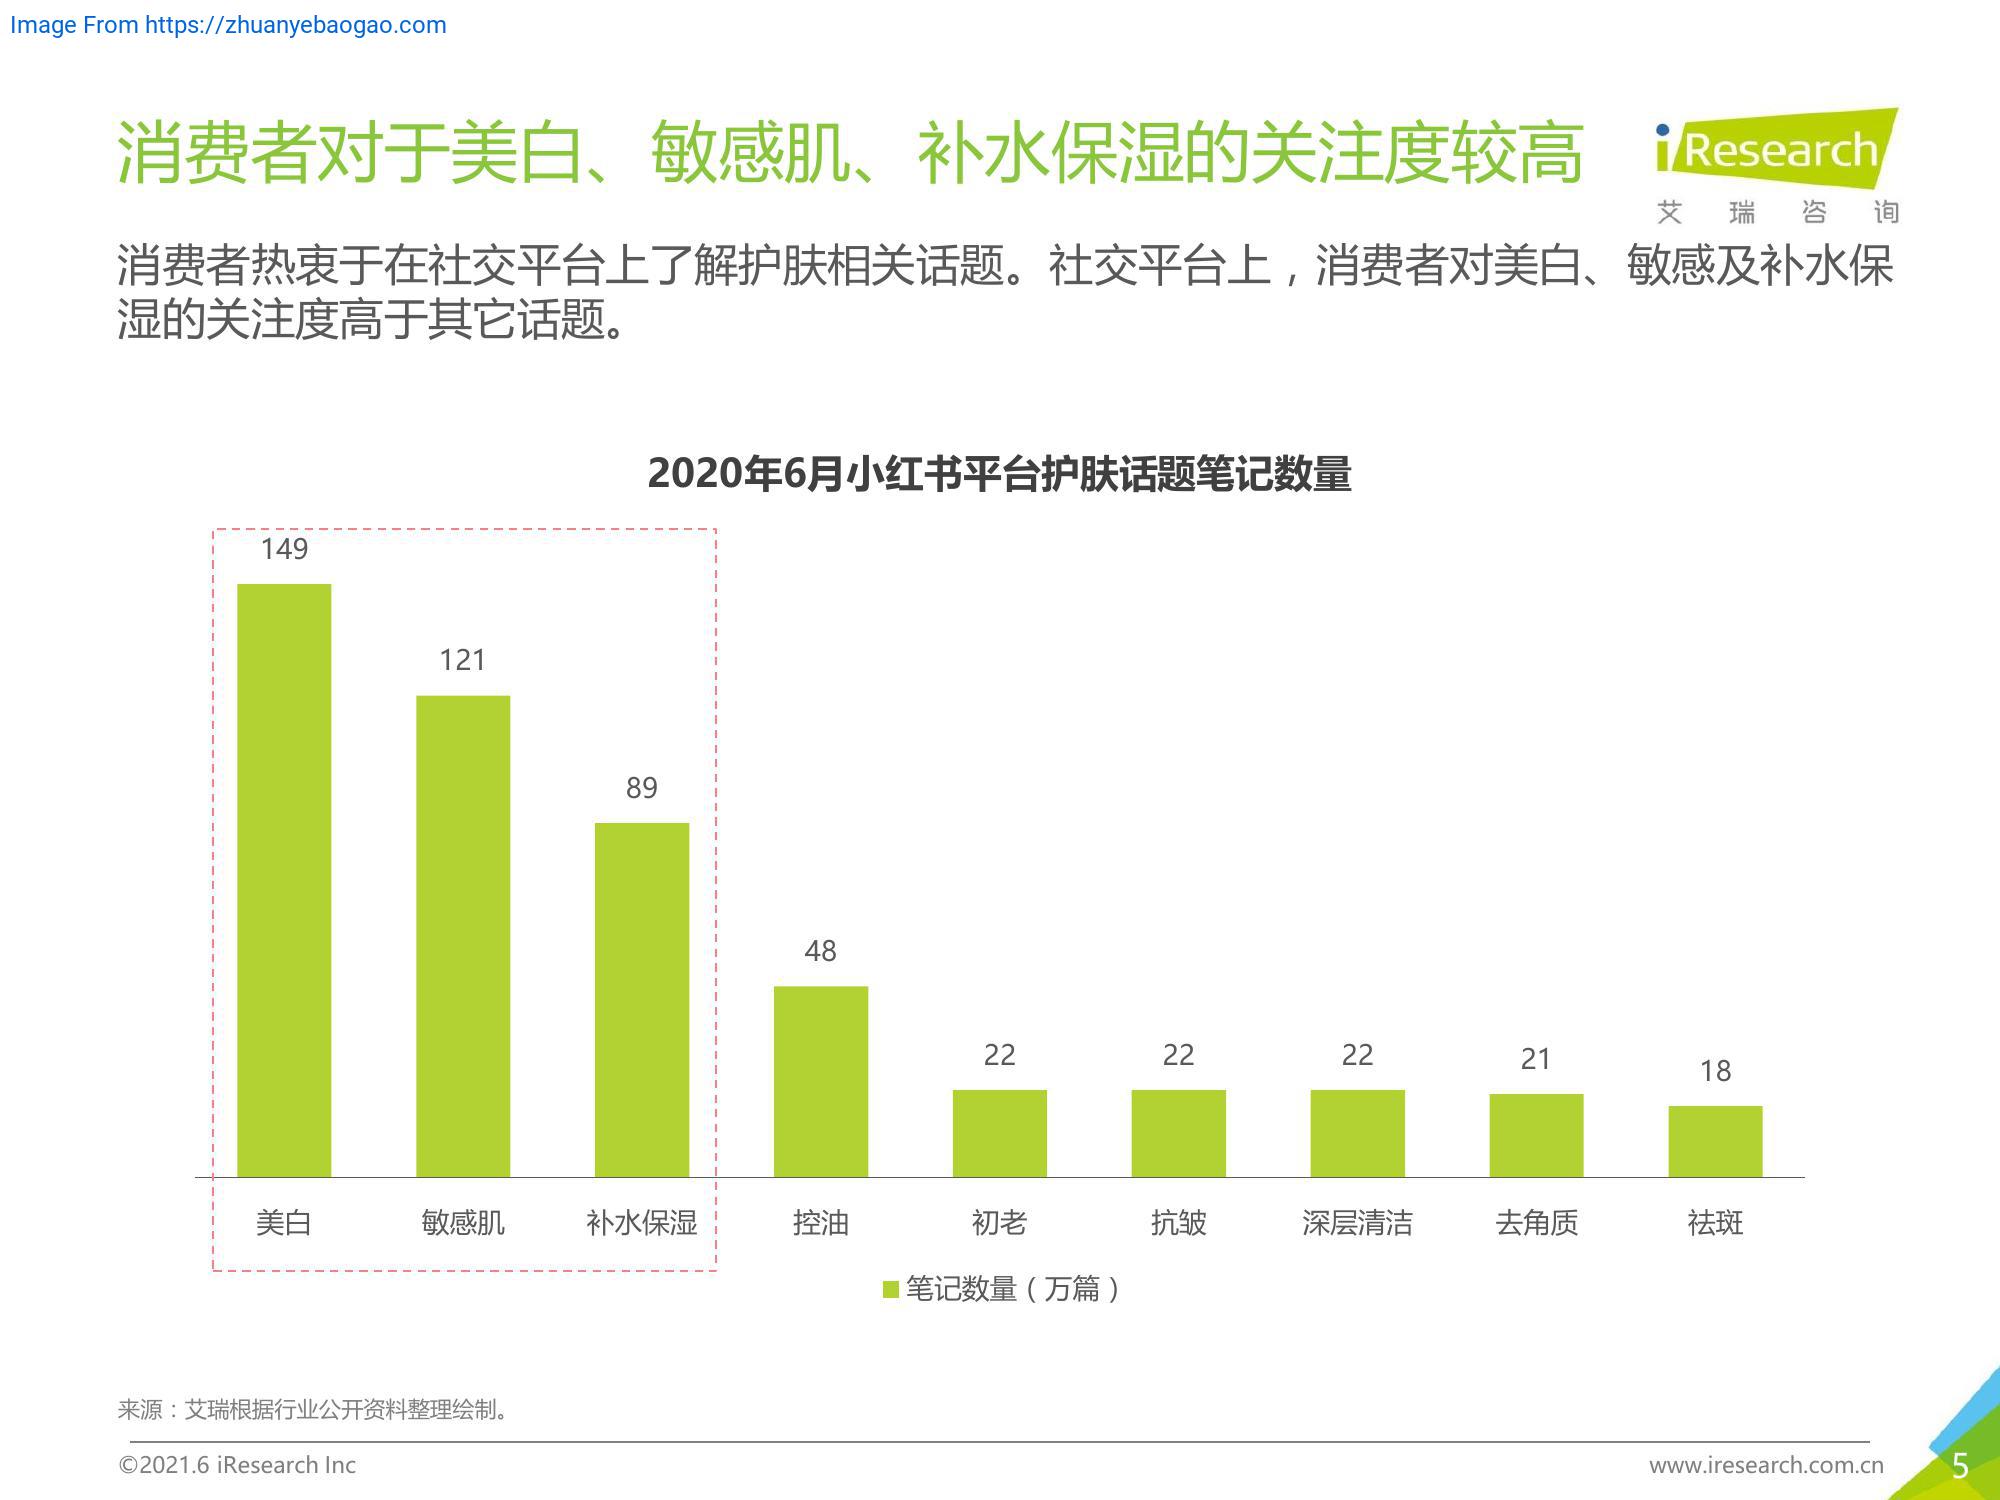 Image From https://zhuanyebaogao.com
消费者对于美白、敏感肌、补水保湿的关注度较高
iResearch
艾瑞咨询
消费者热衷于在社交平台上了解护肤相关话题。社交平台上，消费者对美白、敏感及补水保
湿的关注度高于其它话题。
2020年6月小红书平台护肤话题笔记数量
149
121
89
48
22
22
22
21
18
美白
敏感肌
补水保湿
控油
初老
抗皱
深层清洁
去角质
祛斑
笔记数量（万篇）
来源：艾瑞根据行业公开资料整理绘制。
©2021.6 iResearch Inc
www.iresearch.com.cn
5